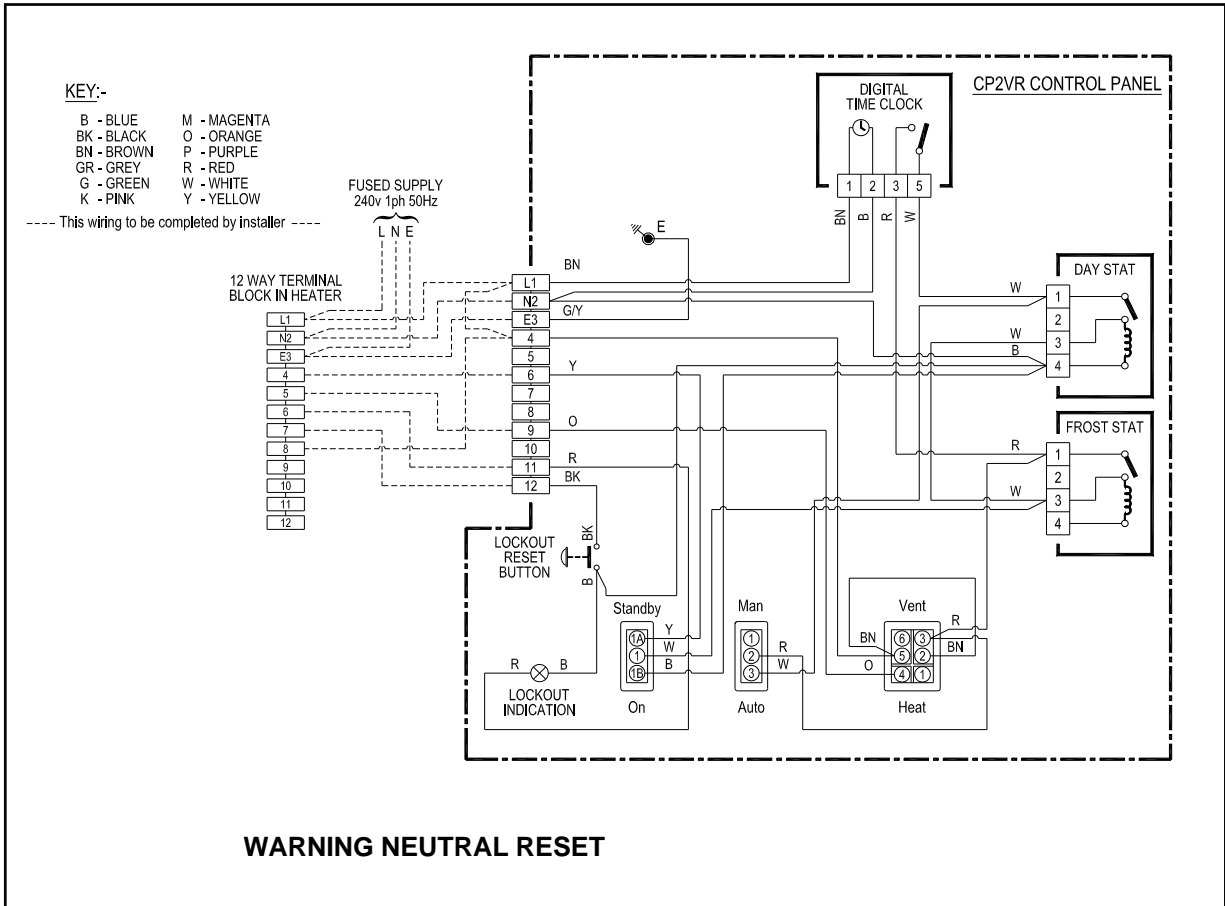 CP2VR CONTROL PANEL
KEY:-
B - BLUE
BK - BLACK
BN - BROWN
GR - GREY
G - GREEN
K - PINK
M - MAGENTA
O - ORANGE
P - PURPLE
R - RED
W - WHITE
Y - YELLOW
---- This wiring to be completed by installer ----
FUSED SUPPLY
240v 1ph 50Hz
L N E
12 WAY TERMINAL
BLOCK IN HEATER
L1
N2
E3
4
5
6
7
8
9
10
11
12
L1
N2
E3
4
5
6
7
8
9
10
11
12
BN
G/Y
Y
O
R
BK
E
DIGITAL
TIME CLOCK
1 2 3 5
BN B R W
DAY STAT
1
2
3
4
W
W
B
FROST STAT
1
2
3
4
R
W
LOCKOUT
RESET
BUTTON
BK
B
R B
LOCKOUT
INDICATION
Standby
1A
1
1B
Y
W
B
On
Man
1
2
3
R
W
Auto
Vent
6 3
5 2
4 1
BN
O
R
BN
Heat
WARNING NEUTRAL RESET